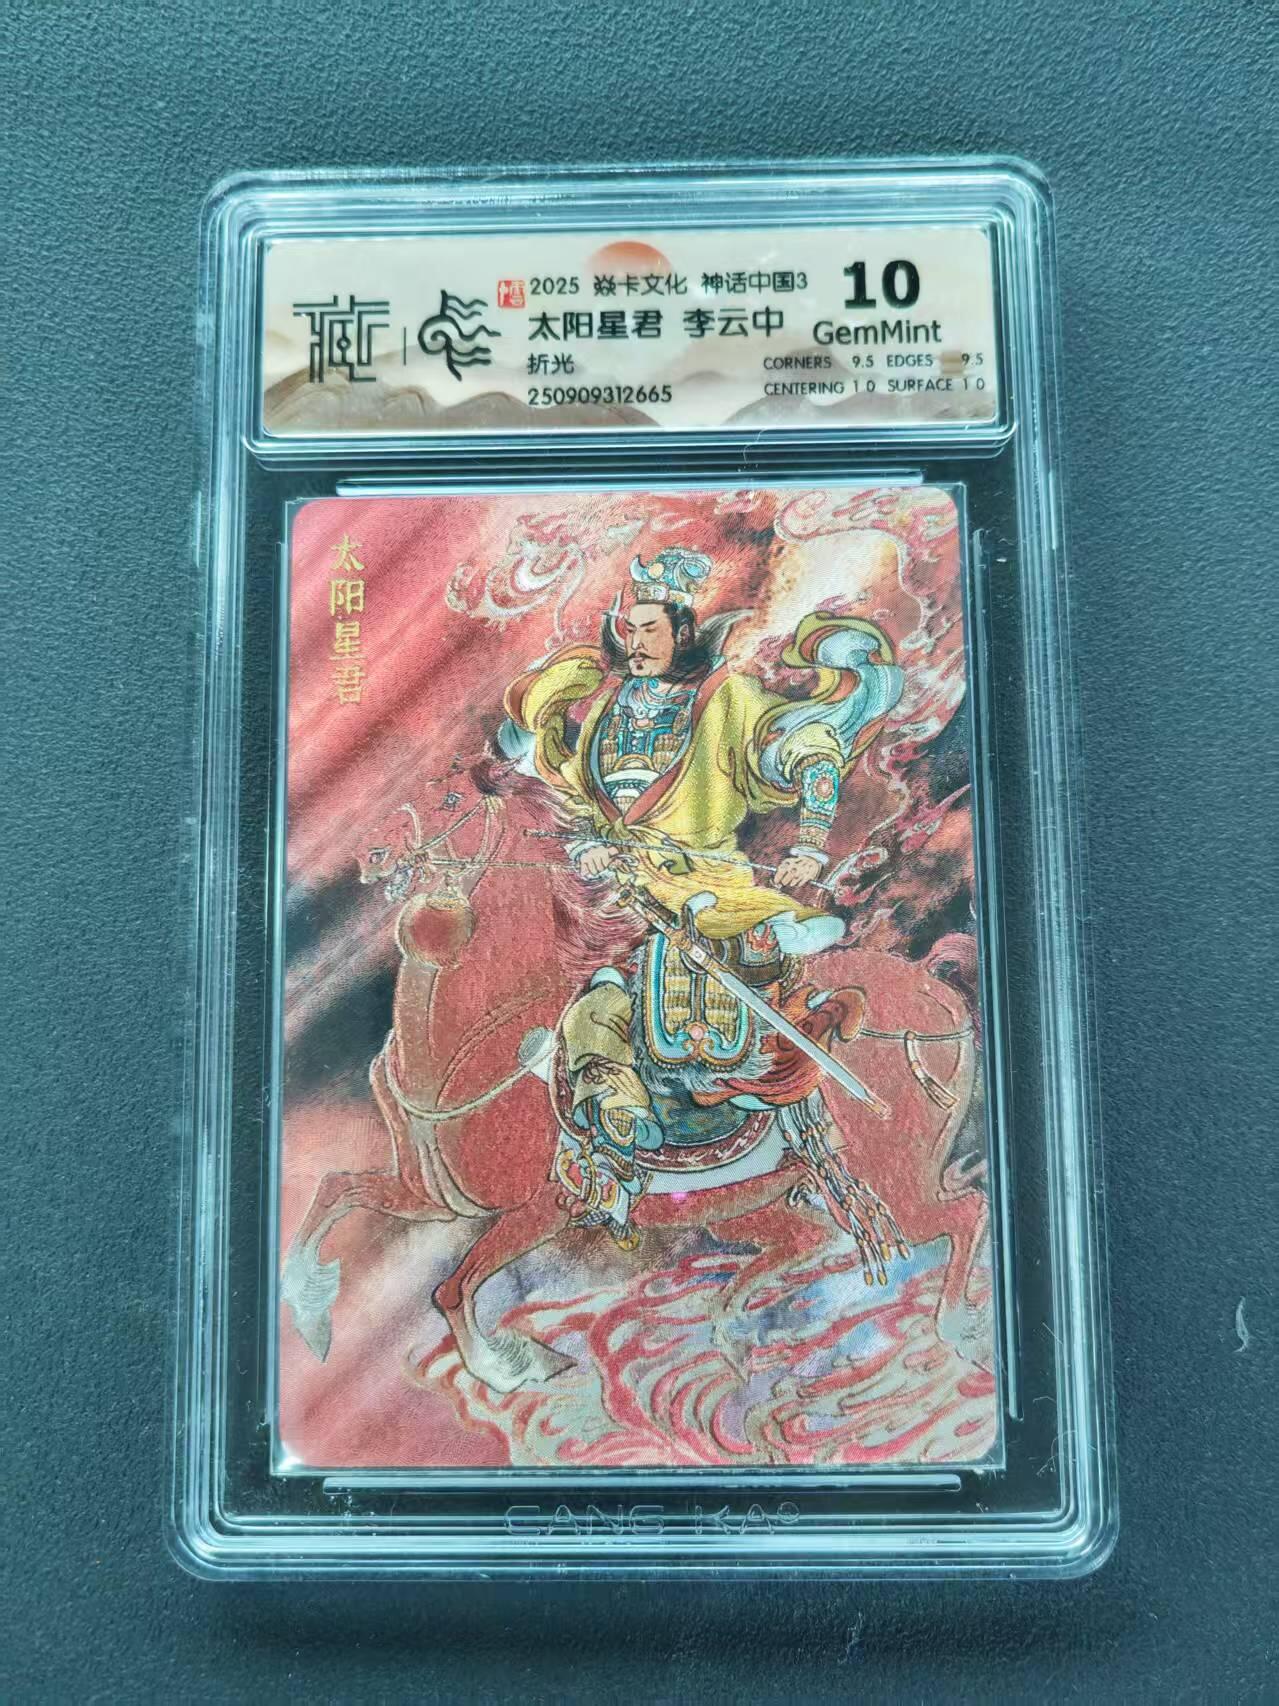 藏
2025 焱卡文化 神话中国3
太阳星君 李云中
折光
250909312665
10
GemMint
CORNERS 9.5 EDGES 9.5
CENTERING 10 SURFACE 10
太阳星君
CANG KA®